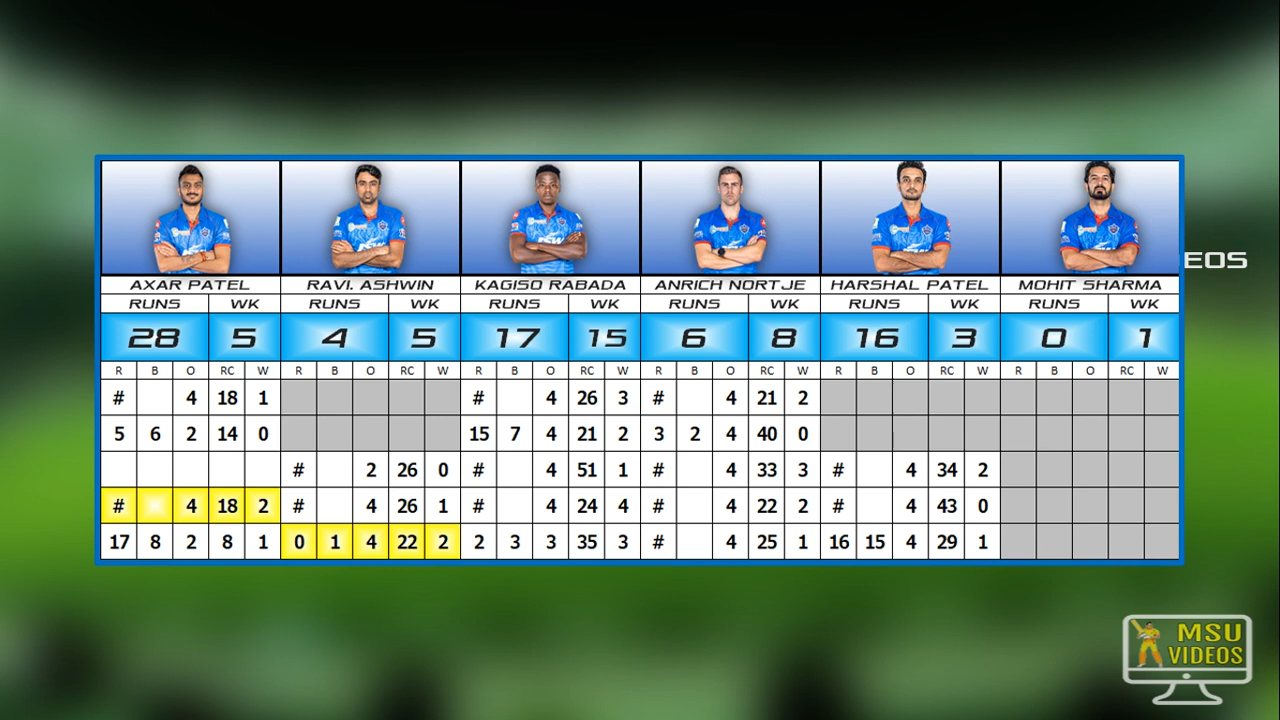 EOS
AXAR PATEL RAVI. ASHWIN KAGISO RABADA ANRICH NORTJE HARSHAL PATEL MOHIT SHARMA
RUNS WK RUNS WK RUNS WK RUNS WK RUNS WK RUNS WK
28 5 4 5 17 15 6 8 16 3 0 1
R B O RC W R B O RC W R B O RC W R B O RC W R B O RC W R B O RC W
# 4 18 1 # 4 26 3 # 4 21 2
5 6 2 14 0 15 7 4 21 2 3 2 4 40 0
# 2 26 0 # 4 51 1 # 4 33 3 # 4 34 2
# 4 18 2 # 4 26 1 # 4 24 4 # 4 22 2 # 4 43 0
17 8 2 8 1 0 1 4 22 2 2 3 3 35 3 # 4 25 1 16 15 4 29 1
MSU
VIDEOS